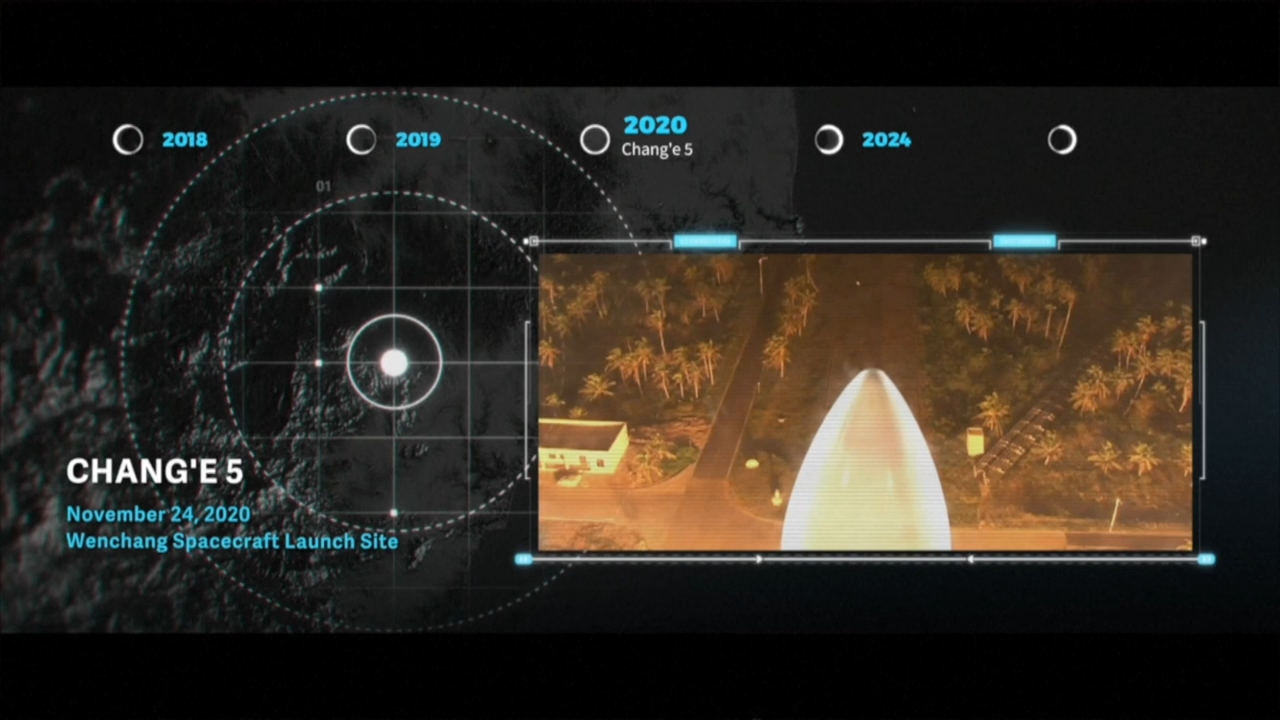 2018
2019
2020
Chang'e 5
2024
01
CHANG'E 5
November 24, 2020
Wenchang Spacecraft Launch Site